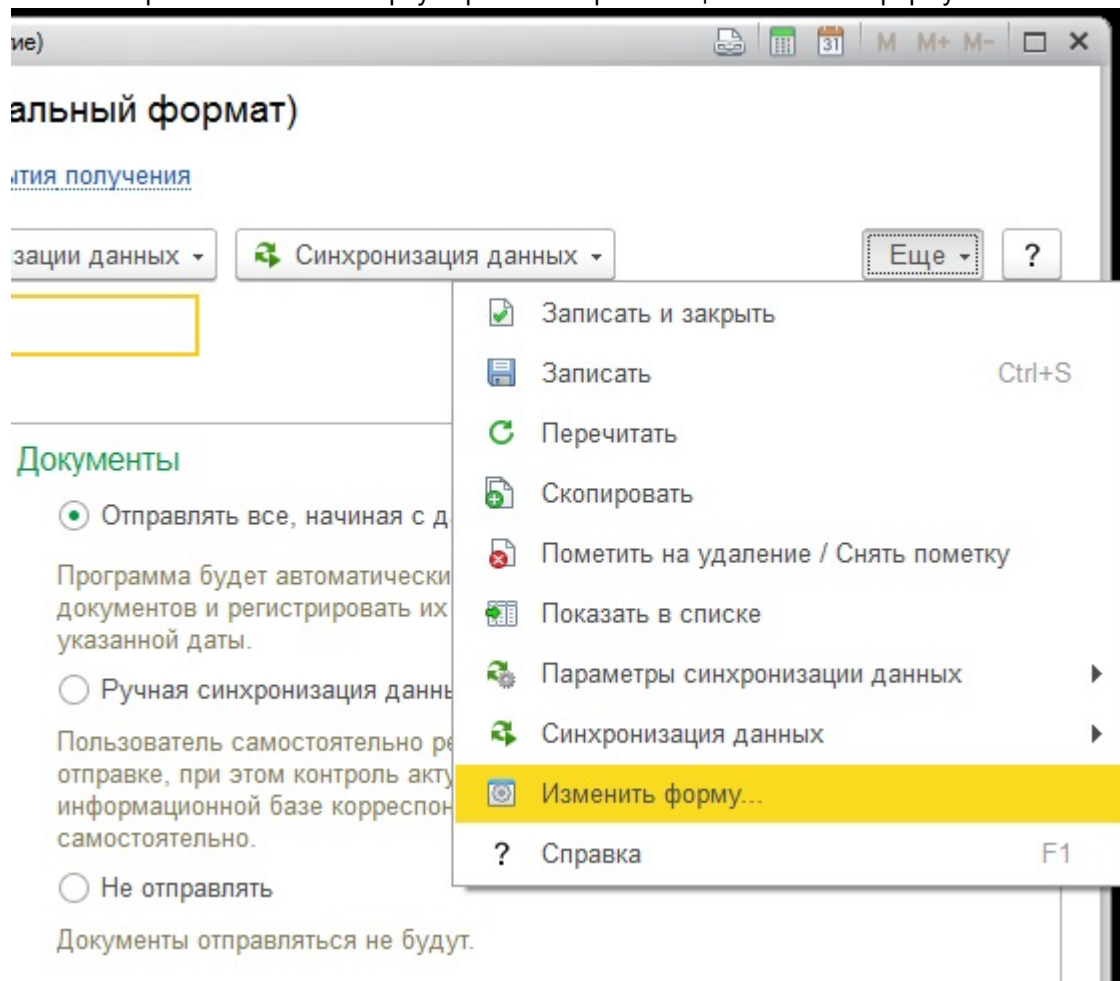 ие) 31 M M+ M-
альный формат)
ытия получения
зации данных Синхронизация данных Еще ?
Записать и закрыть
Записать Ctrl+S
Перечитать
Документы
Скопировать
Отправлять все, начиная с д
Пометить на удаление / Снять пометку
Программа будет автоматически
документов и регистрировать их
Показать в списке
указанной даты.
Параметры синхронизации данных
Ручная синхронизация данн
Синхронизация данных
Пользователь самостоятельно ре
отправке, при этом контроль акту
Изменить форму...
информационной базе корреспон
самостоятельно.
? Справка F1
Не отправлять
Документы отправляться не будут.